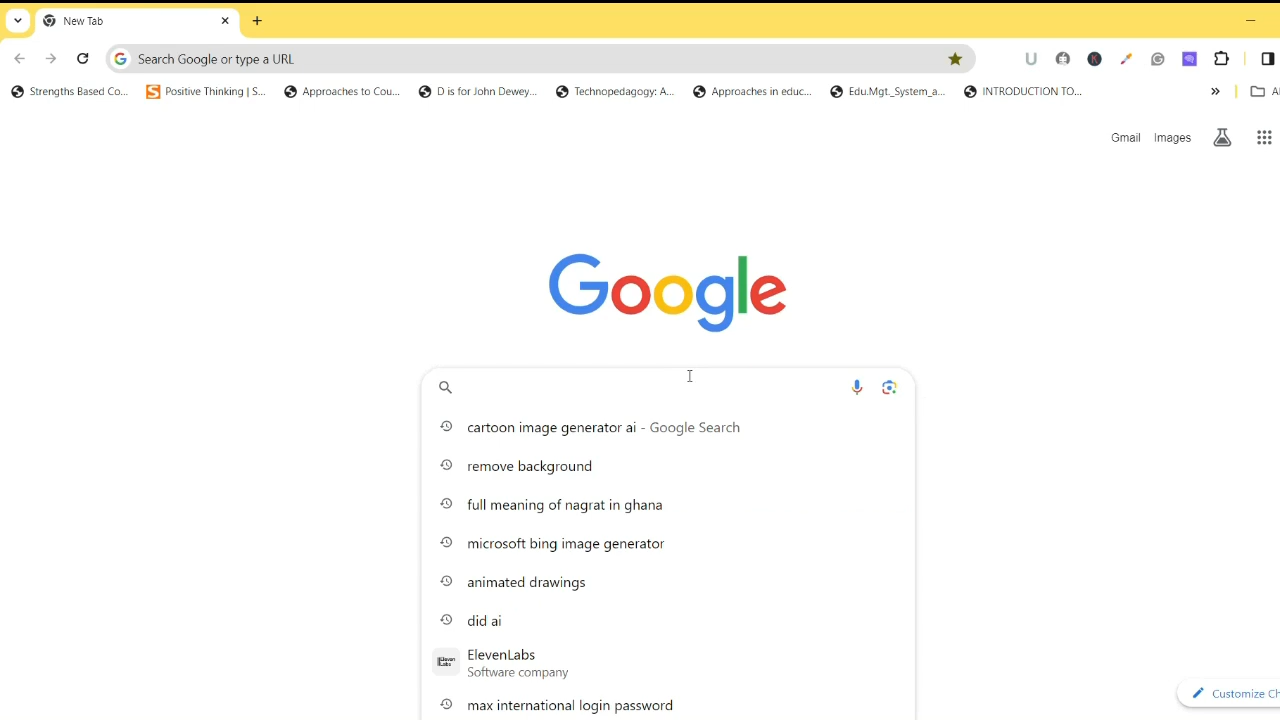 New Tab
Search Google or type a URL
Strengths Based Co... Positive Thinking | S... Approaches to Cou... D is for John Dewey... Technopedagogy: A... Approaches in educ... Edu.Mgt._System_a... INTRODUCTION TO...
Gmail Images
Google
cartoon image generator ai - Google Search
remove background
full meaning of nagrat in ghana
microsoft bing image generator
animated drawings
did ai
ElevenLabs
Software company
max international login password
Customize Ch